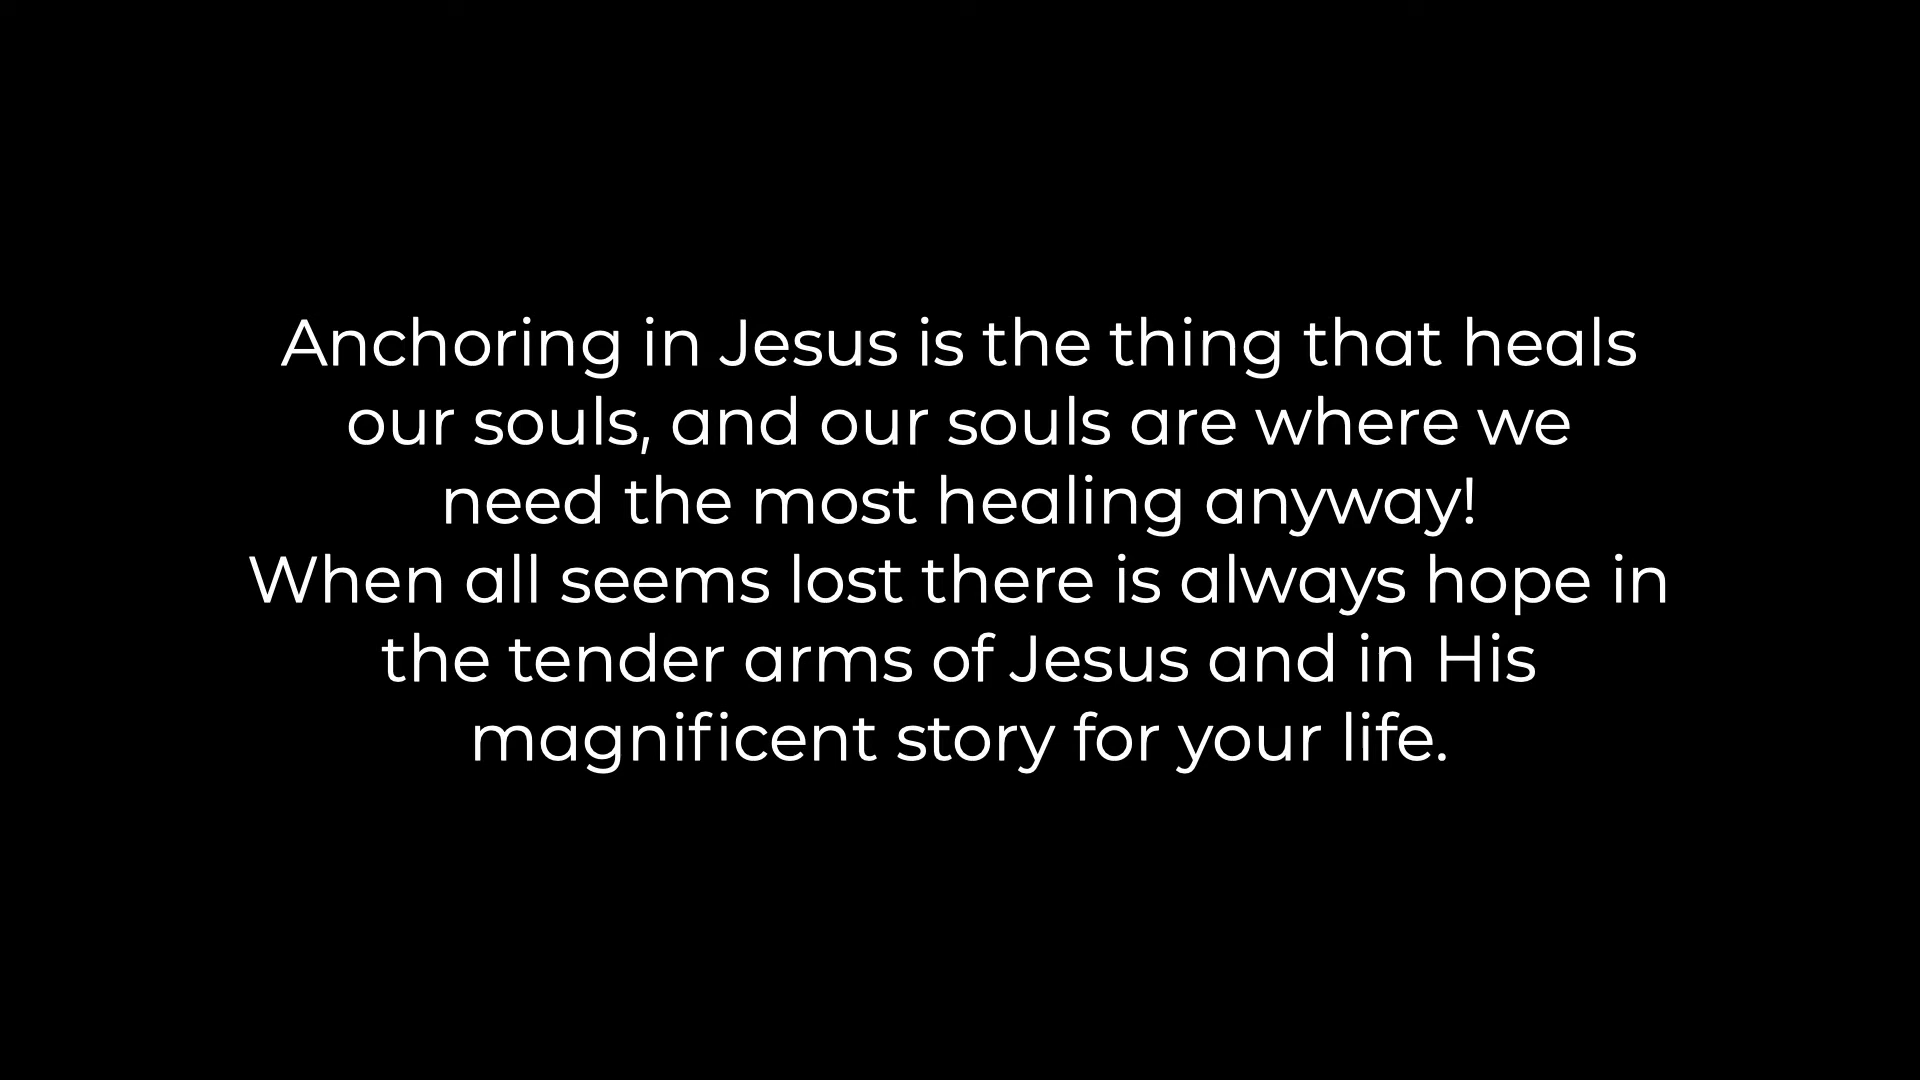 Anchoring in Jesus is the thing that heals
our souls, and our souls are where we
need the most healing anyway!
When all seems lost there is always hope in
the tender arms of Jesus and in His
magnificent story for your life.